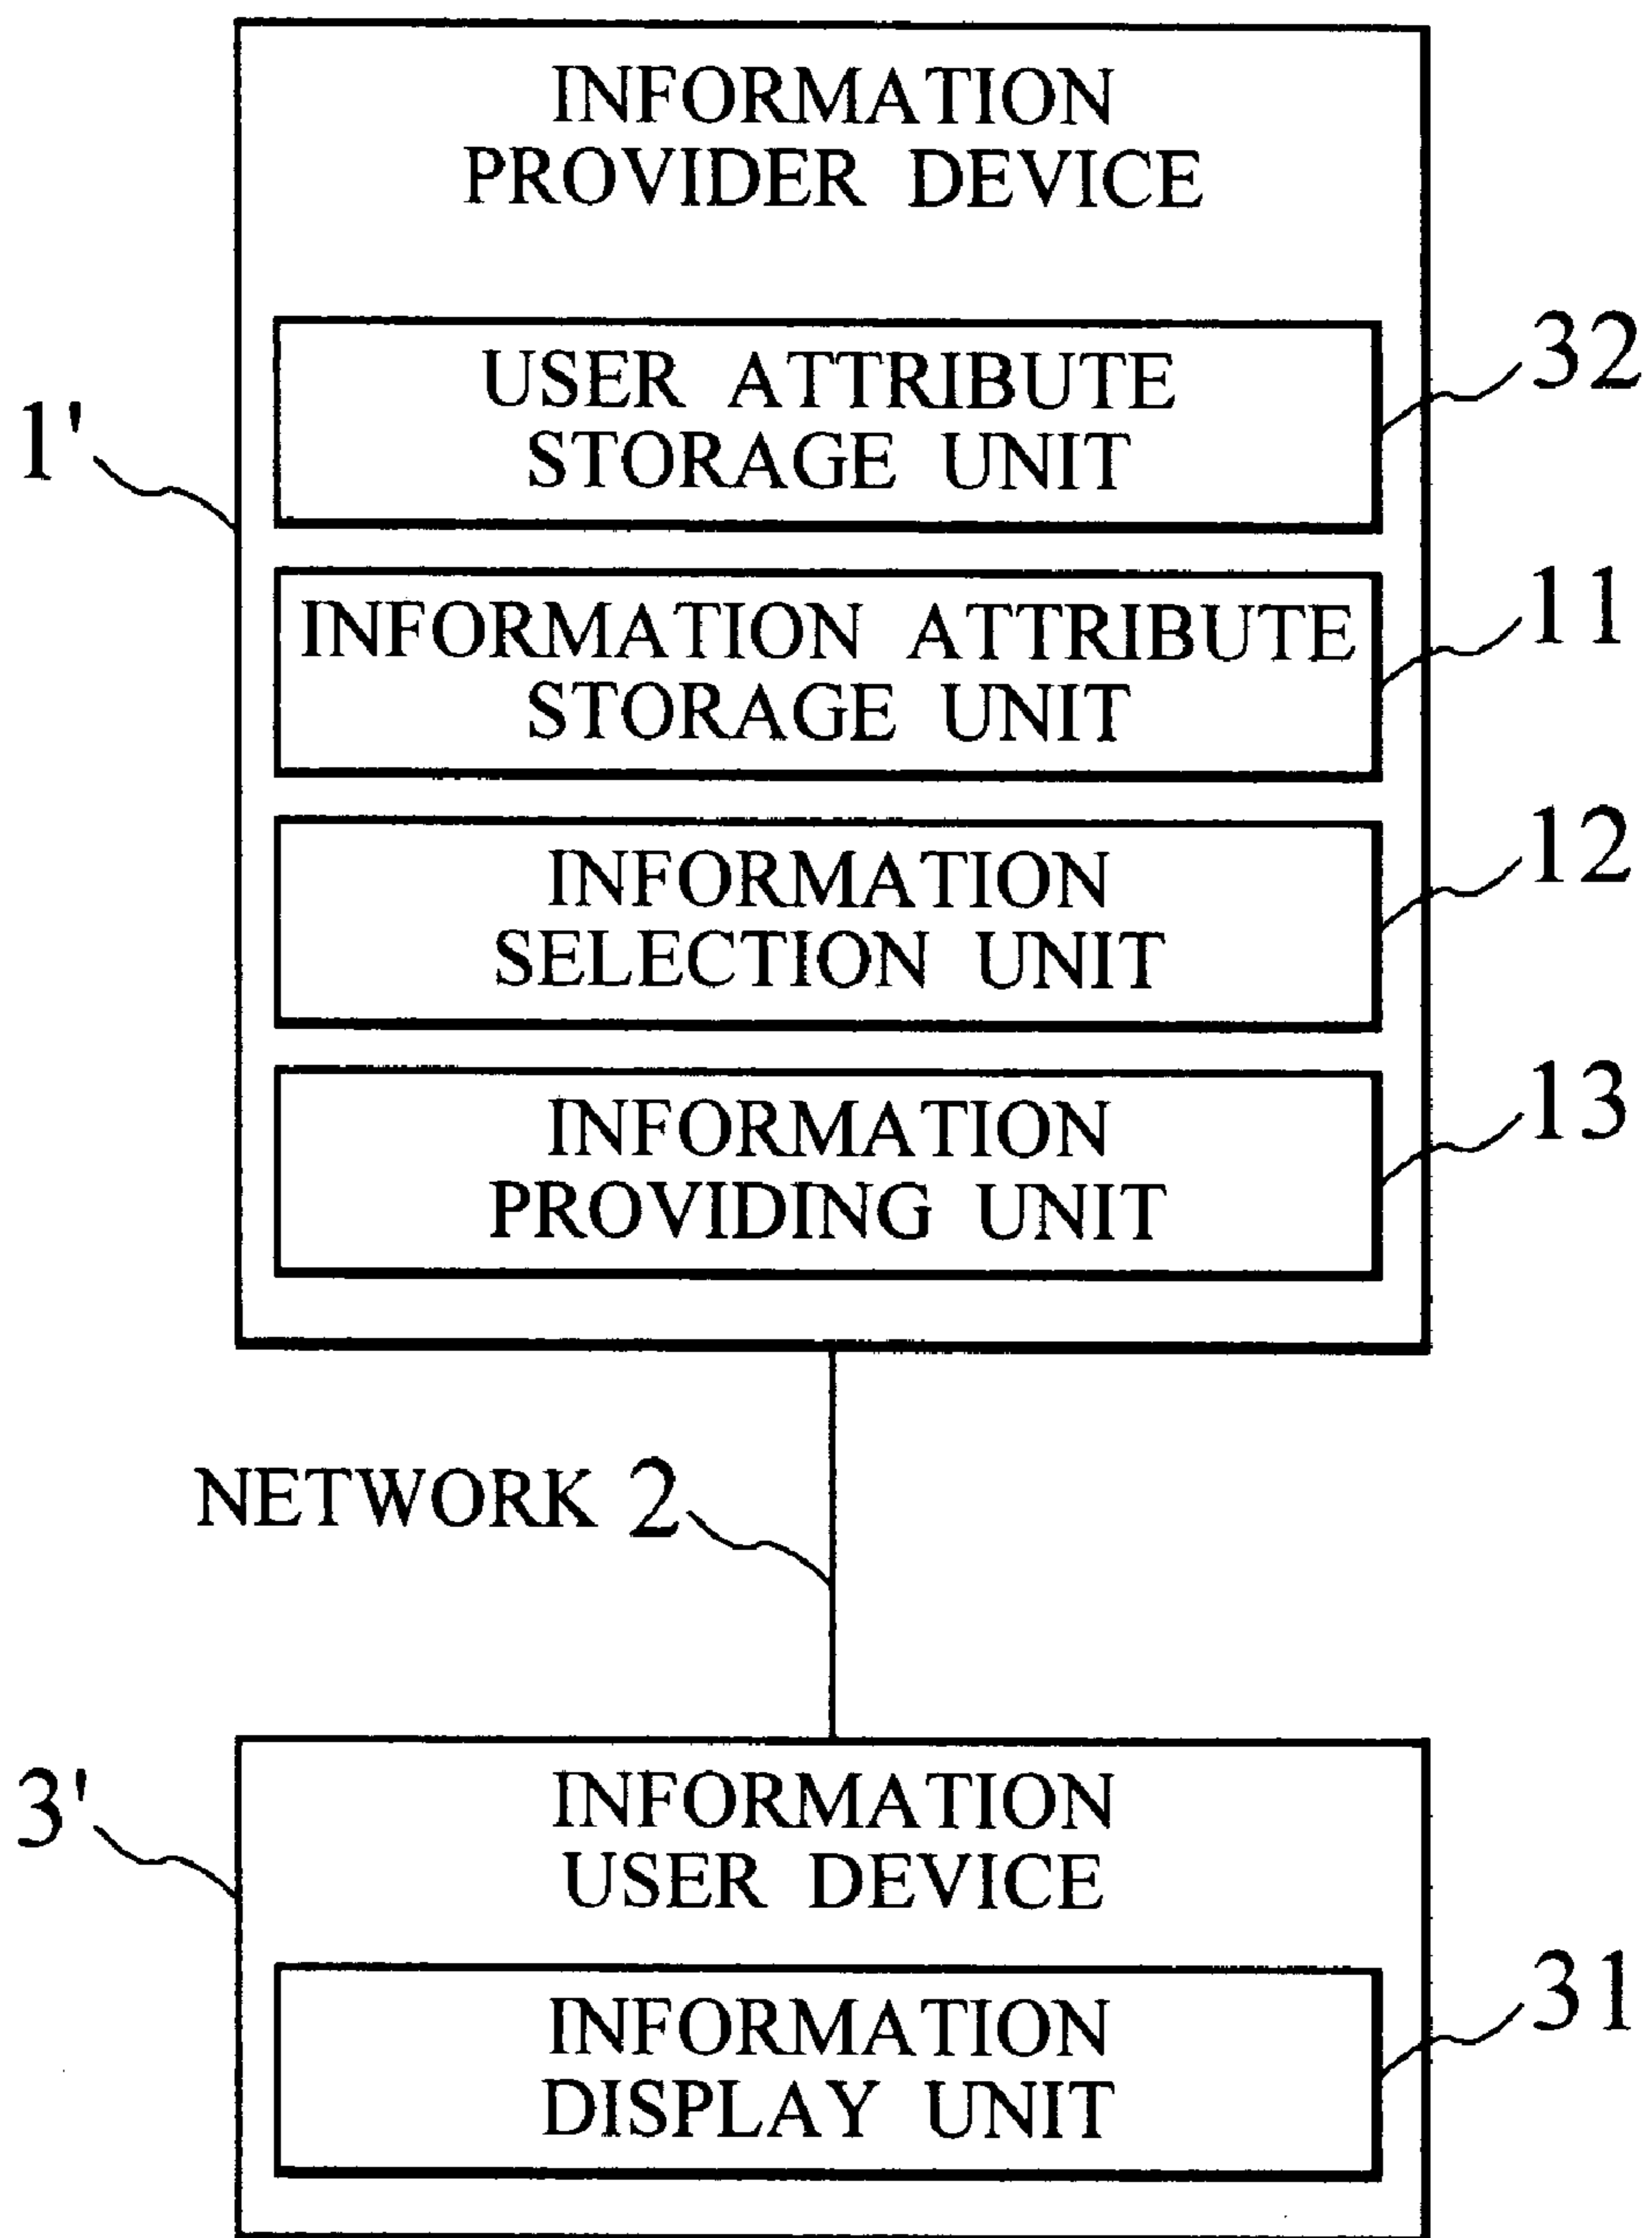 INFORMATION
PROVIDER DEVICE
1'
USER ATTRIBUTE
STORAGE UNIT
32
INFORMATION ATTRIBUTE
STORAGE UNIT
11
INFORMATION
SELECTION UNIT
12
INFORMATION
PROVIDING UNIT
13
NETWORK 2
3'
INFORMATION
USER DEVICE
INFORMATION
DISPLAY UNIT
31